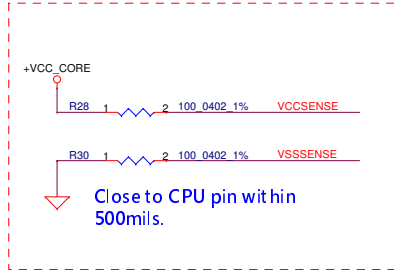 +VCC_CORE
R28 1 2 100_0402_1% VCCSENSE
R30 1 2 100_0402_1% VSSSENSE
Close to CPU pin within
500mils.